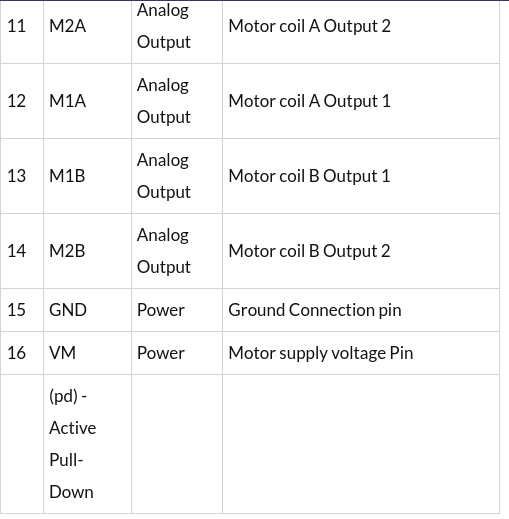 11 M2A Analog Output Motor coil A Output 2
12 M1A Analog Output Motor coil A Output 1
13 M1B Analog Output Motor coil B Output 1
14 M2B Analog Output Motor coil B Output 2
15 GND Power Ground Connection pin
16 VM Power Motor supply voltage Pin
(pd) -
Active
Pull-
Down